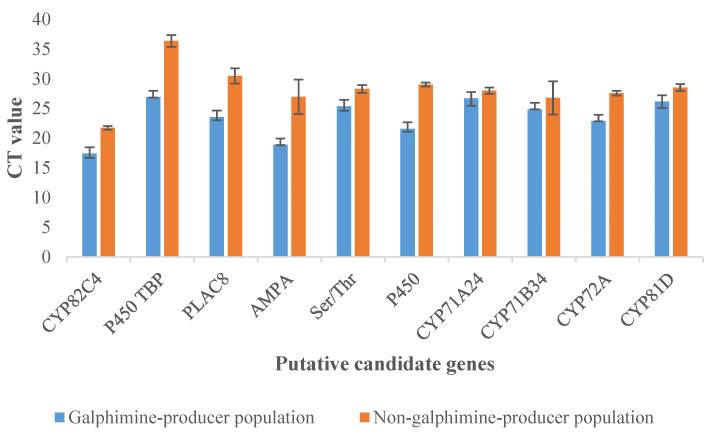 40
35
30
25
20
15
10
5
0
CT value
CYP82C4
P450 TBP
PLAC8
AMPA
Ser/Thr
P450
CYP71A24
CYP71B34
CYP72A
CYP81D
Putative candidate genes
Galphimine-producer population
Non-galphimine-producer population